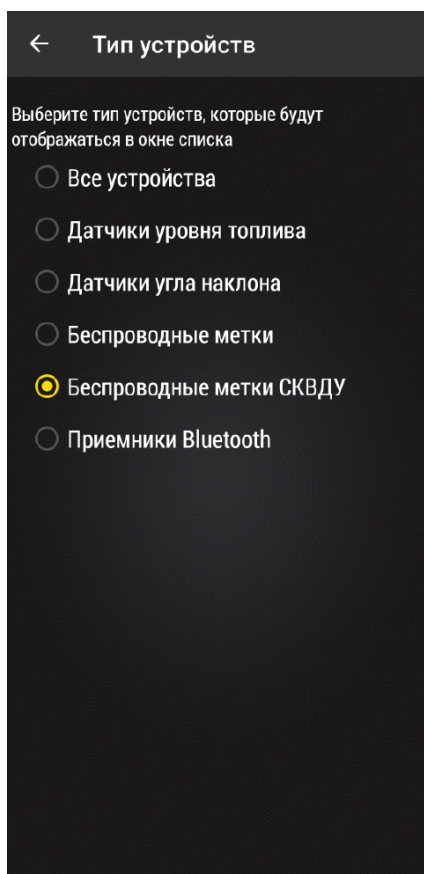 Тип устройств
Выберите тип устройств, которые будут
отображаться в окне списка
Все устройства
Датчики уровня топлива
Датчики угла наклона
Беспроводные метки
Беспроводные метки СКВДУ
Приемники Bluetooth